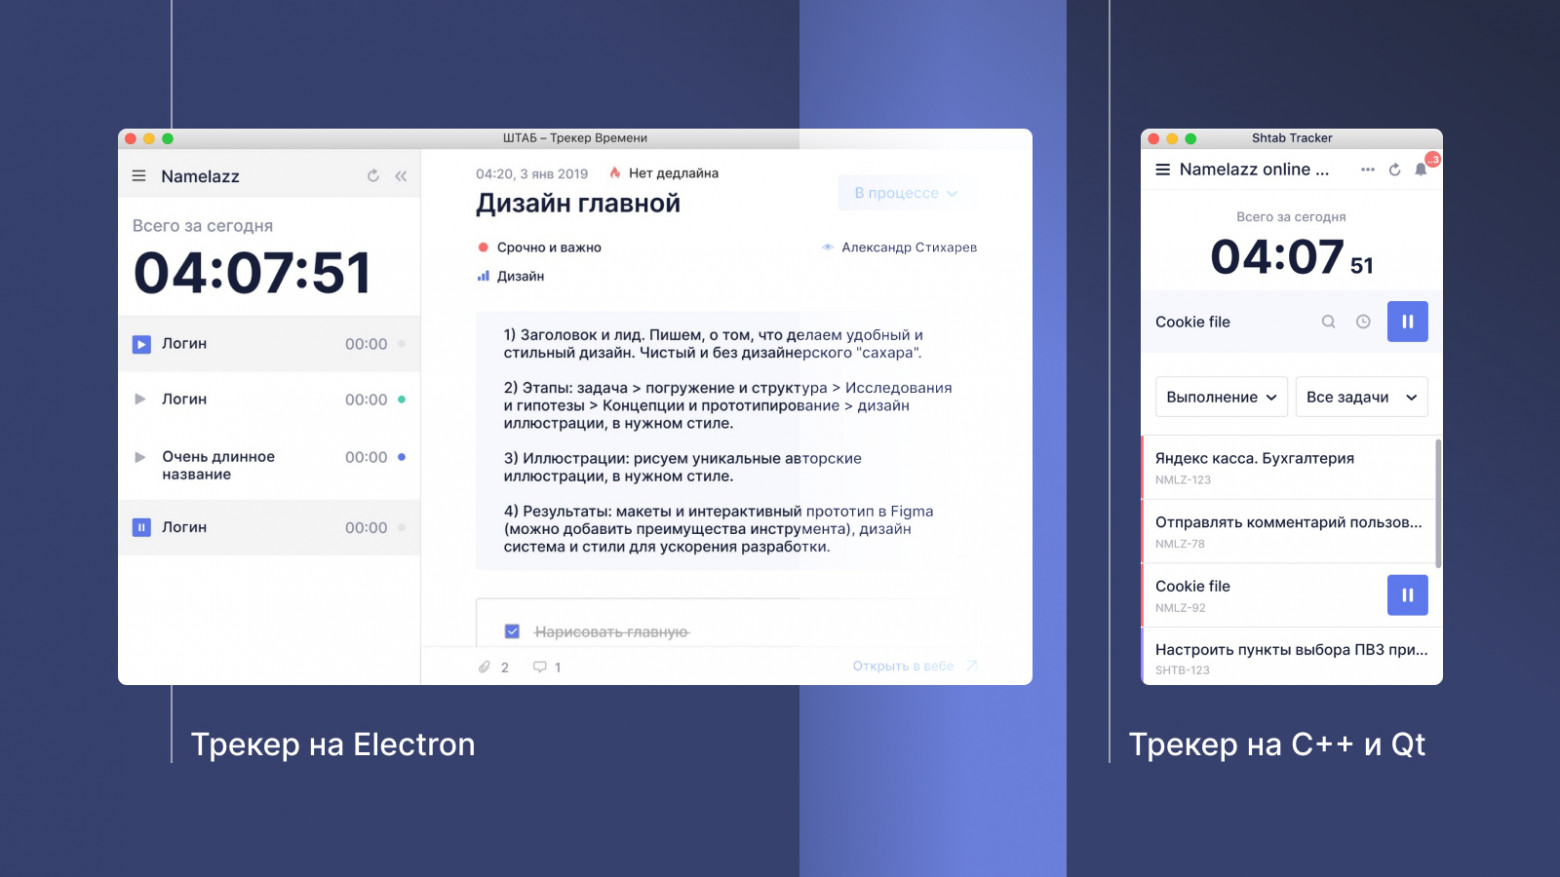 ШТАБ – Трекер Времени
Namelazz
Всего за сегодня
04:07:51
Логин 00:00
Логин 00:00
Очень длинное 00:00
название
Логин 00:00
04:20, 3 янв 2019 Нет дедлайна
Дизайн главной
В процессе
Срочно и важно
Александр Стихарев
Дизайн
1) Заголовок и лид. Пишем, о том, что делаем удобный и
стильный дизайн. Чистый и без дизайнерского "сахара".
2) Этапы: задача > погружение и структура > Исследования
и гипотезы > Концепции и прототипирование > дизайн
иллюстрации, в нужном стиле.
3) Иллюстрации: рисуем уникальные авторские
иллюстрации, в нужном стиле.
4) Результаты: макеты и интерактивный прототип в Figma
(можно добавить преимущества инструмента), дизайн
система и стили для ускорения разработки.
Нарисовать главную
2 1
Открыть в вебе
Трекер на Electron
Shtab Tracker
Namelazz online ...
..3
Всего за сегодня
04:07 51
Cookie file
Выполнение Все задачи
Яндекс касса. Бухгалтерия
NMLZ-123
Отправлять комментарий пользов...
NMLZ-78
Cookie file
NMLZ-92
Настроить пункты выбора ПВЗ при...
SHTB-123
Трекер на C++ и Qt